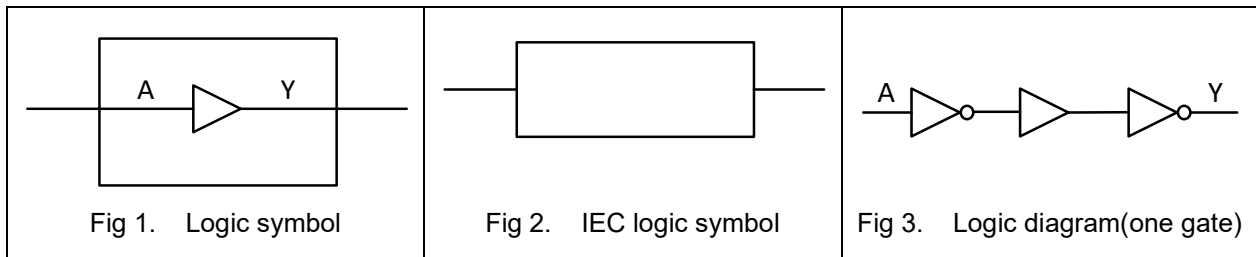 A Y
Fig 1. Logic symbol
Fig 2. IEC logic symbol
A Y
Fig 3. Logic diagram(one gate)